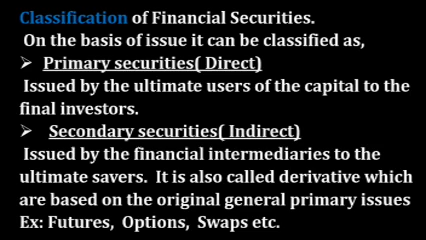 Classification of Financial Securities.
On the basis of issue it can be classified as,
➢ Primary securities( Direct)
Issued by the ultimate users of the capital to the
final investors.
➢ Secondary securities( Indirect)
Issued by the financial intermediaries to the
ultimate savers. It is also called derivative which
are based on the original general primary issues
Ex: Futures, Options, Swaps etc.